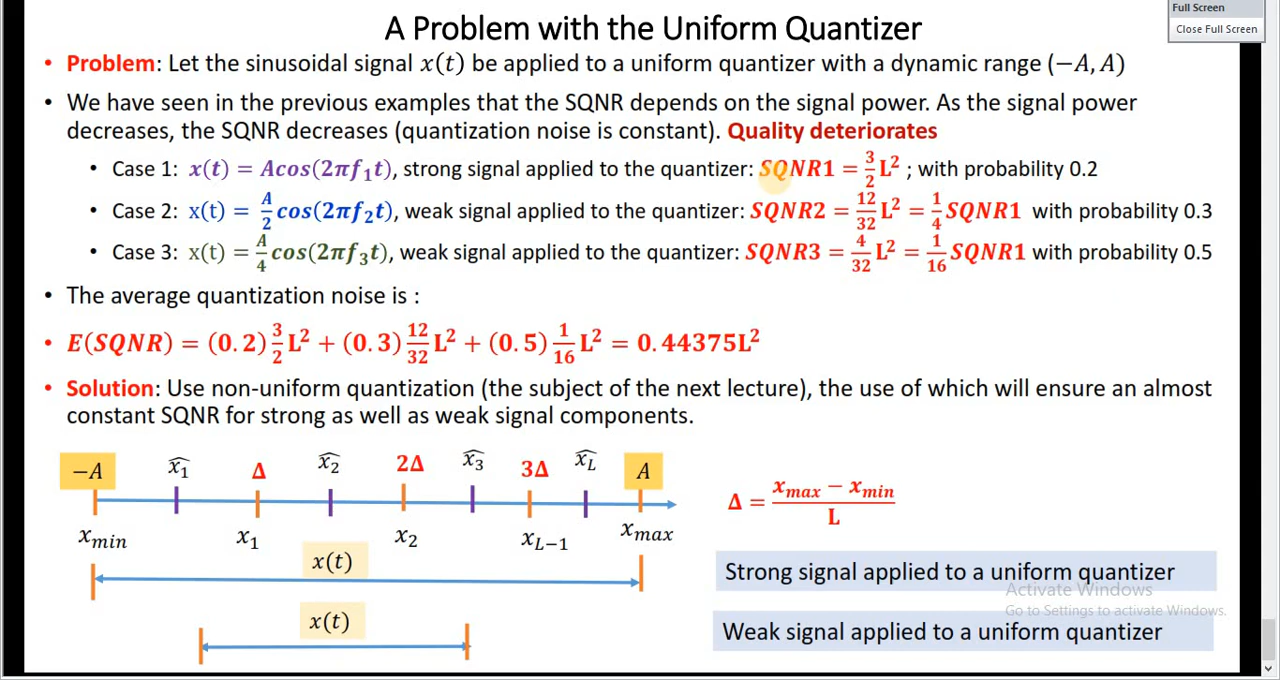 Full Screen
Close Full Screen
A Problem with the Uniform Quantizer
• Problem: Let the sinusoidal signal x(t) be applied to a uniform quantizer with a dynamic range (−A, A)
• We have seen in the previous examples that the SQNR depends on the signal power. As the signal power
decreases, the SQNR decreases (quantization noise is constant). Quality deteriorates
• Case 1: x(t) = Acos(2πf₁t), strong signal applied to the quantizer: SQNR1 = 3/2 L² ; with probability 0.2
• Case 2: x(t) = A/2 cos(2πf₂t), weak signal applied to the quantizer: SQNR2 = 12/32 L² = 1/4 SQNR1 with probability 0.3
• Case 3: x(t) = A/4 cos(2πf₃t), weak signal applied to the quantizer: SQNR3 = 4/32 L² = 1/16 SQNR1 with probability 0.5
• The average quantization noise is :
• E(SQNR) = (0.2) 3/2 L² + (0.3) 12/32 L² + (0.5) 1/16 L² = 0.44375L²
• Solution: Use non-uniform quantization (the subject of the next lecture), the use of which will ensure an almost
constant SQNR for strong as well as weak signal components.
−A x̂₁ Δ x̂₂ 2Δ x̂₃ 3Δ x̂_L A
x_min x₁ x₂ x_{L−1} x_max
Δ = (x_max − x_min)/L
x(t)
Strong signal applied to a uniform quantizer
x(t)
Weak signal applied to a uniform quantizer
Activate Windows
Go to Settings to activate Windows.